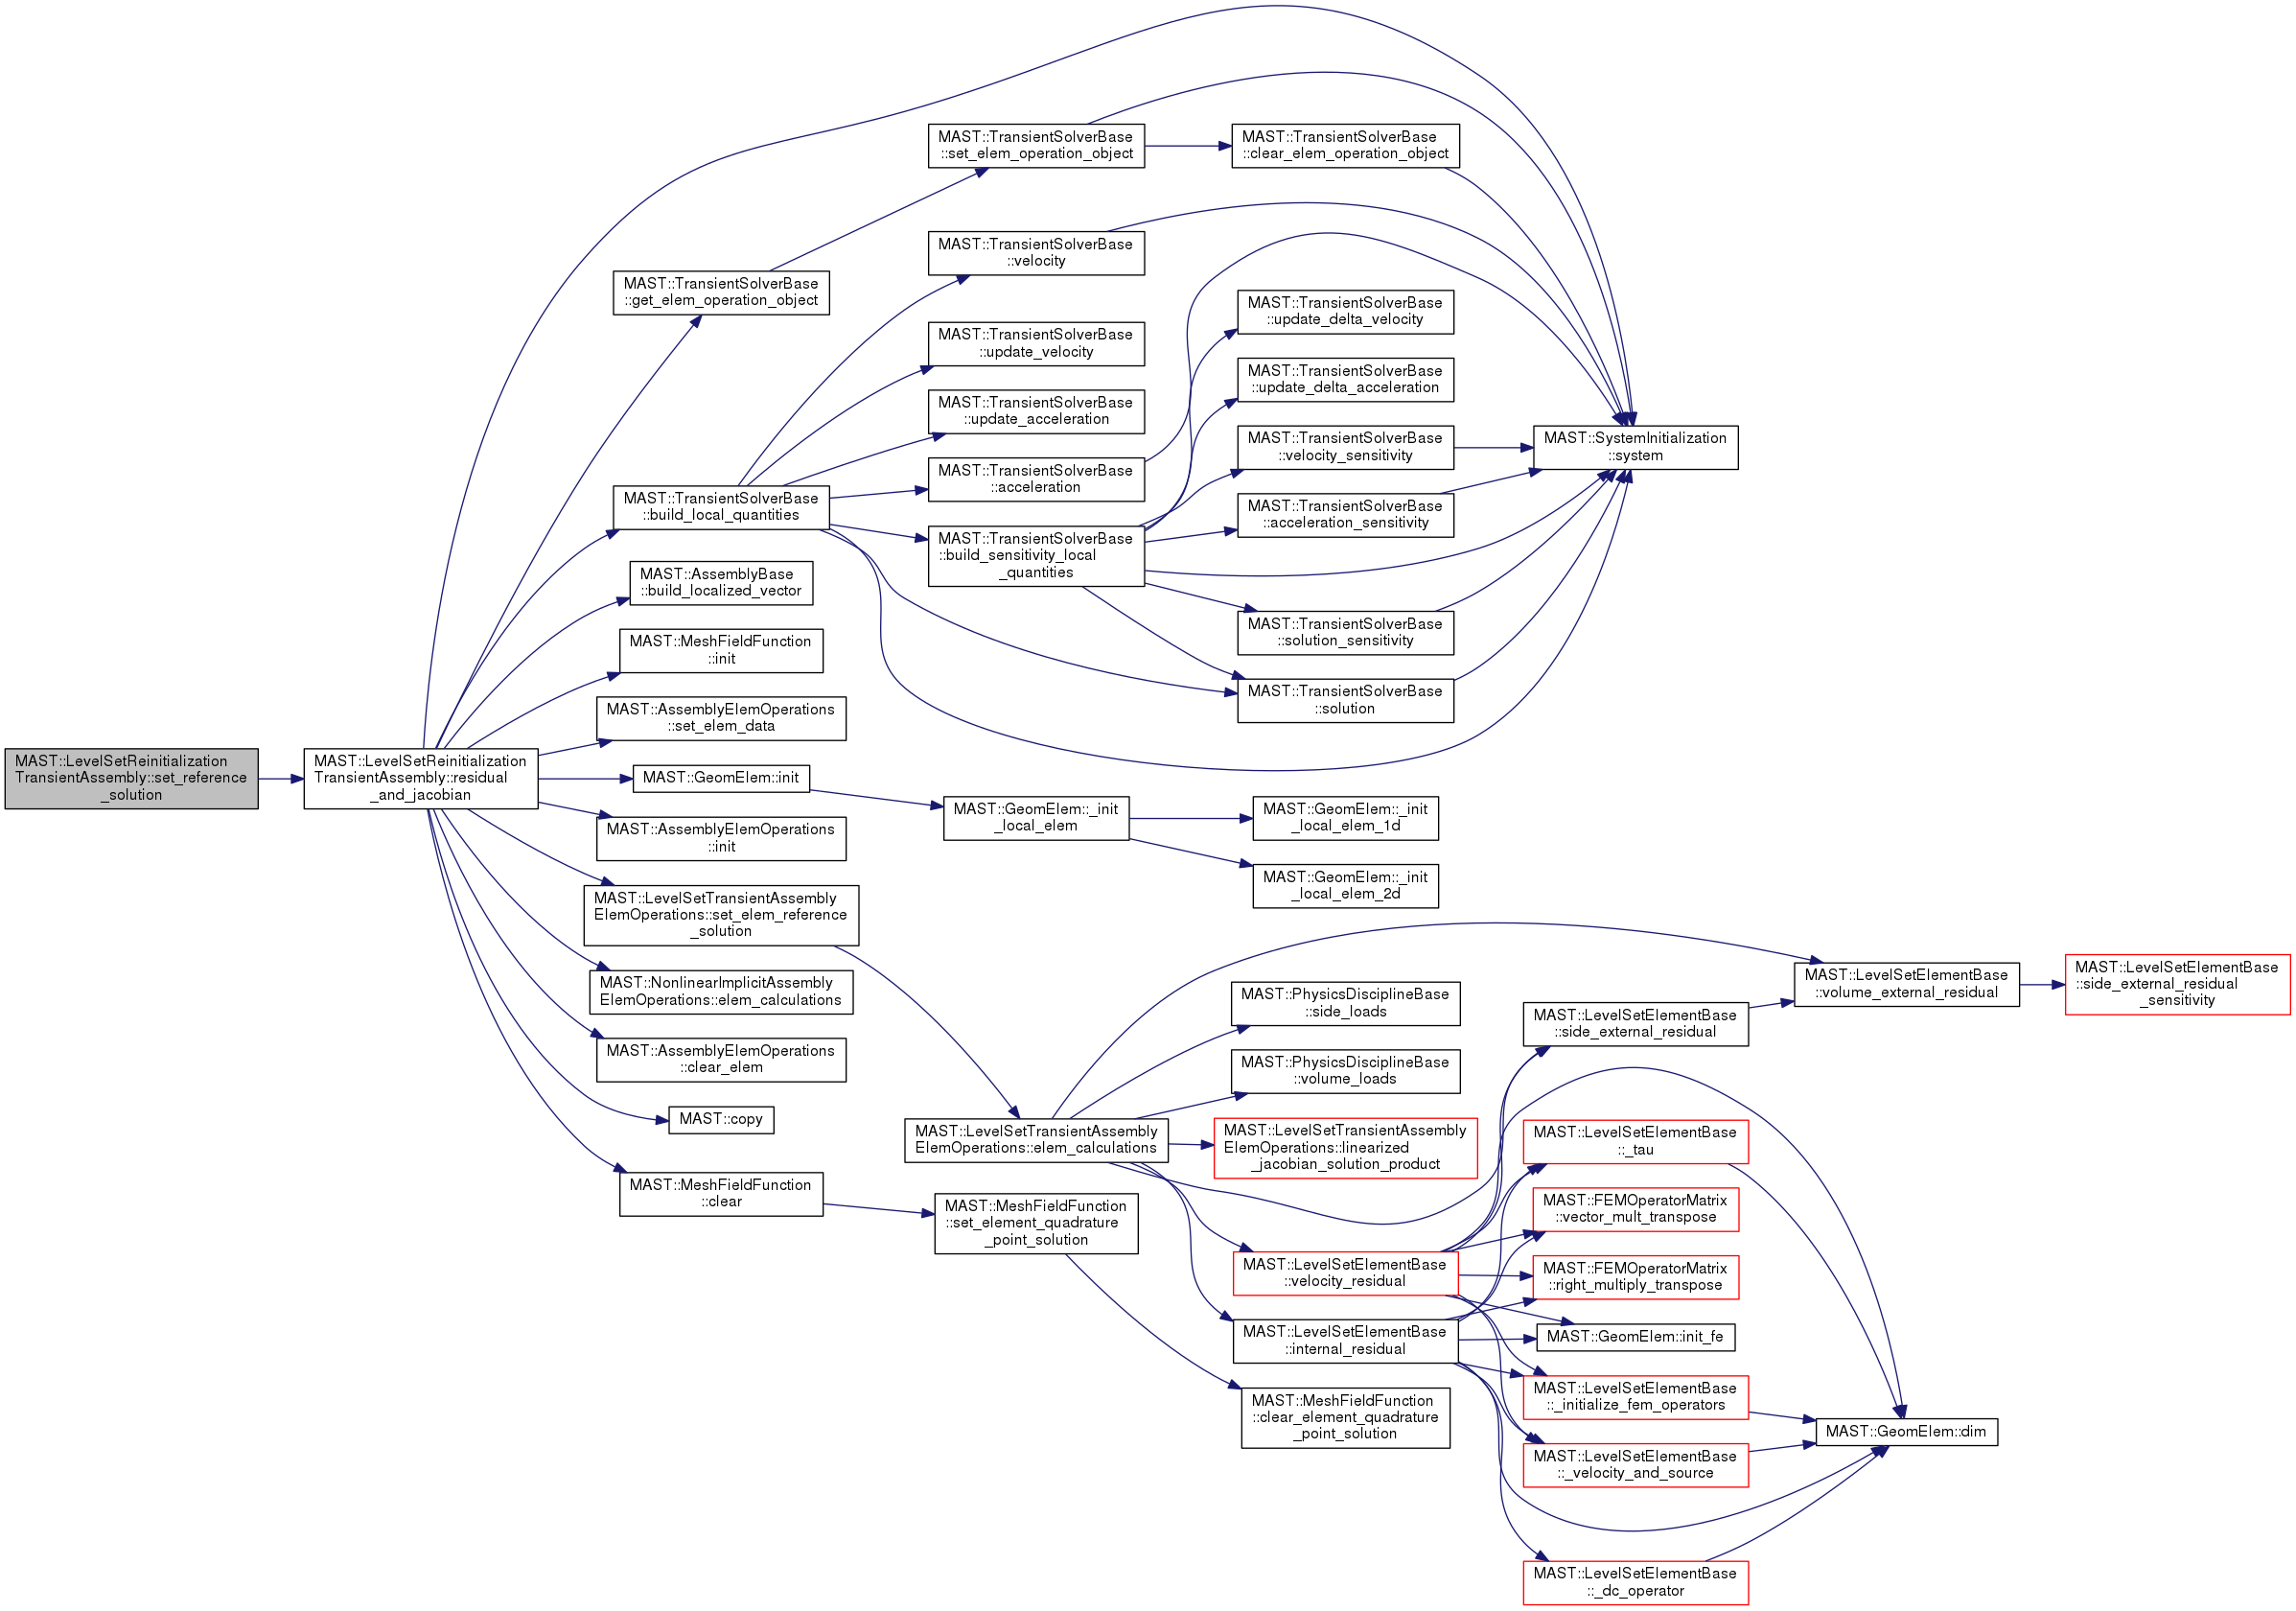 MAST::LevelSetReinitialization
TransientAssembly::set_reference
_solution
MAST::LevelSetReinitialization
TransientAssembly::residual
_and_jacobian
MAST::TransientSolverBase
::get_elem_operation_object
MAST::TransientSolverBase
::build_local_quantities
MAST::AssemblyBase
::build_localized_vector
MAST::MeshFieldFunction
::init
MAST::AssemblyElemOperations
::set_elem_data
MAST::GeomElem::init
MAST::AssemblyElemOperations
::init
MAST::LevelSetTransientAssembly
ElemOperations::set_elem_reference
_solution
MAST::NonlinearImplicitAssembly
ElemOperations::elem_calculations
MAST::AssemblyElemOperations
::clear_elem
MAST::copy
MAST::MeshFieldFunction
::clear
MAST::TransientSolverBase
::set_elem_operation_object
MAST::TransientSolverBase
::velocity
MAST::TransientSolverBase
::update_velocity
MAST::TransientSolverBase
::update_acceleration
MAST::TransientSolverBase
::acceleration
MAST::TransientSolverBase
::build_sensitivity_local
_quantities
MAST::GeomElem::_init
_local_elem
MAST::LevelSetTransientAssembly
ElemOperations::elem_calculations
MAST::MeshFieldFunction
::set_element_quadrature
_point_solution
MAST::TransientSolverBase
::clear_elem_operation_object
MAST::TransientSolverBase
::update_delta_velocity
MAST::TransientSolverBase
::update_delta_acceleration
MAST::TransientSolverBase
::velocity_sensitivity
MAST::TransientSolverBase
::acceleration_sensitivity
MAST::TransientSolverBase
::solution_sensitivity
MAST::TransientSolverBase
::solution
MAST::GeomElem::_init
_local_elem_1d
MAST::GeomElem::_init
_local_elem_2d
MAST::PhysicsDisciplineBase
::side_loads
MAST::PhysicsDisciplineBase
::volume_loads
MAST::LevelSetTransientAssembly
ElemOperations::linearized
_jacobian_solution_product
MAST::LevelSetElementBase
::velocity_residual
MAST::LevelSetElementBase
::internal_residual
MAST::MeshFieldFunction
::clear_element_quadrature
_point_solution
MAST::SystemInitialization
::system
MAST::LevelSetElementBase
::side_external_residual
MAST::LevelSetElementBase
::_tau
MAST::FEMOperatorMatrix
::vector_mult_transpose
MAST::FEMOperatorMatrix
::right_multiply_transpose
MAST::GeomElem::init_fe
MAST::LevelSetElementBase
::_initialize_fem_operators
MAST::LevelSetElementBase
::_velocity_and_source
MAST::LevelSetElementBase
::_dc_operator
MAST::LevelSetElementBase
::volume_external_residual
MAST::GeomElem::dim
MAST::LevelSetElementBase
::side_external_residual
_sensitivity